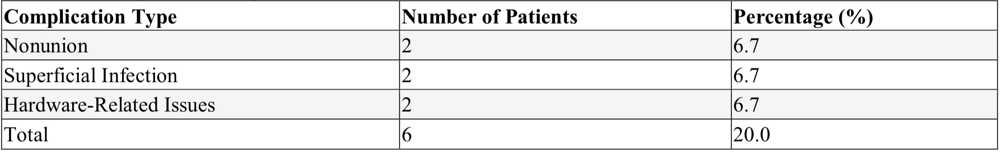 Complication Type Number of Patients Percentage (%)
Nonunion 2 6.7
Superficial Infection 2 6.7
Hardware-Related Issues 2 6.7
Total 6 20.0